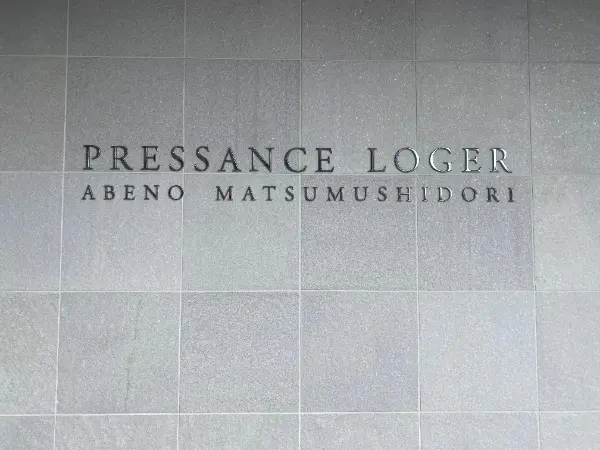 PRESSANCE LOGER
ABENO MATSUMUSHIDORI